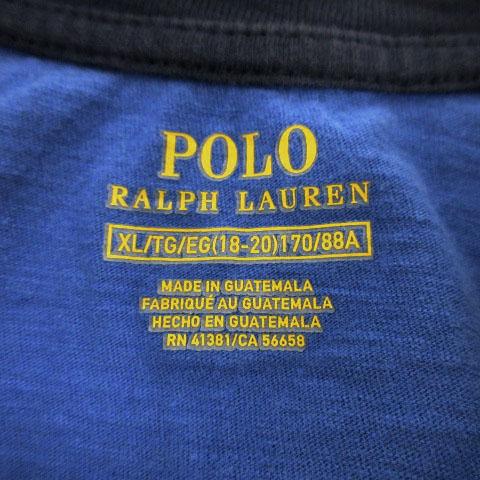 POLO
RALPH LAUREN
XL/TG/EG(18-20)170/88A
MADE IN GUATEMALA
FABRIQUÉ AU GUATEMALA
HECHO EN GUATEMALA
RN 41381/CA 56658